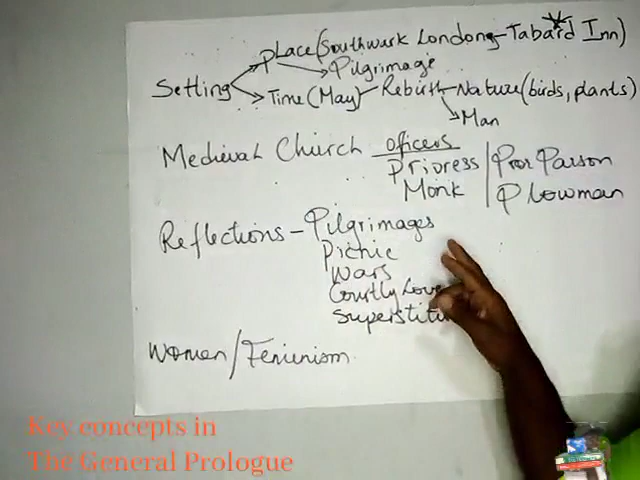 Place (Southwark London - Tabard Inn)
Pilgrimage
Setting
Time (May) - Rebirth - Nature (birds, plants)
Man
Medieval Church officers
Prioress | Poor Parson
Monk | Plowman
Reflections - Pilgrimages
Picnic
Wars
Courtly Love
Women / Feminism
Key concepts in
The General Prologue